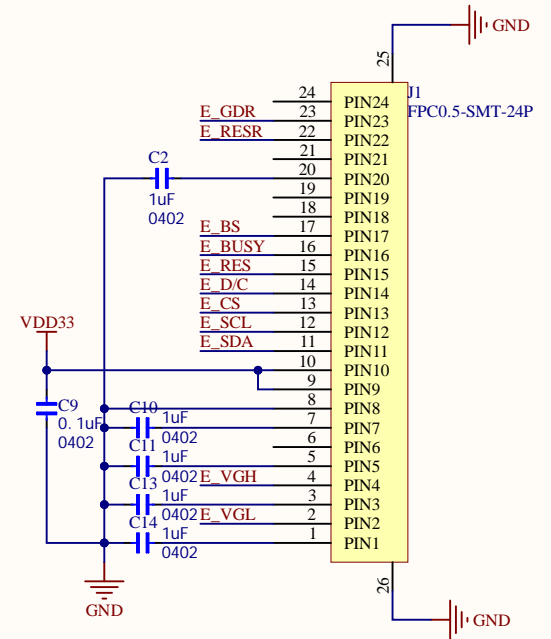 GND
25
J1
FPC0.5-SMT-24P
24 PIN24
E_GDR 23 PIN23
E_RESR 22 PIN22
21 PIN21
C2
1uF
0402
20 PIN20
19 PIN19
18 PIN18
E_BS 17 PIN17
E_BUSY 16 PIN16
E_RES 15 PIN15
E_D/C 14 PIN14
E_CS 13 PIN13
E_SCL 12 PIN12
E_SDA 11 PIN11
VDD33
10 PIN10
9 PIN9
8 PIN8
C9
0.1uF
0402
C10 1uF
0402
7 PIN7
6 PIN6
C11 1uF
0402
5 PIN5
E_VGH 4 PIN4
C13 1uF
0402
3 PIN3
E_VGL 2 PIN2
C14 1uF
0402
1 PIN1
26
GND
GND